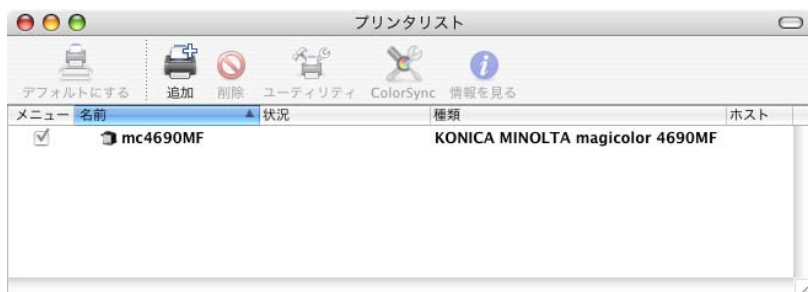 プリンタリスト
デフォルトにする 追加 削除 ユーティリティ ColorSync 情報を見る
メニュー 名前 状況 種類 ホスト
mc4690MF KONICA MINOLTA magicolor 4690MF